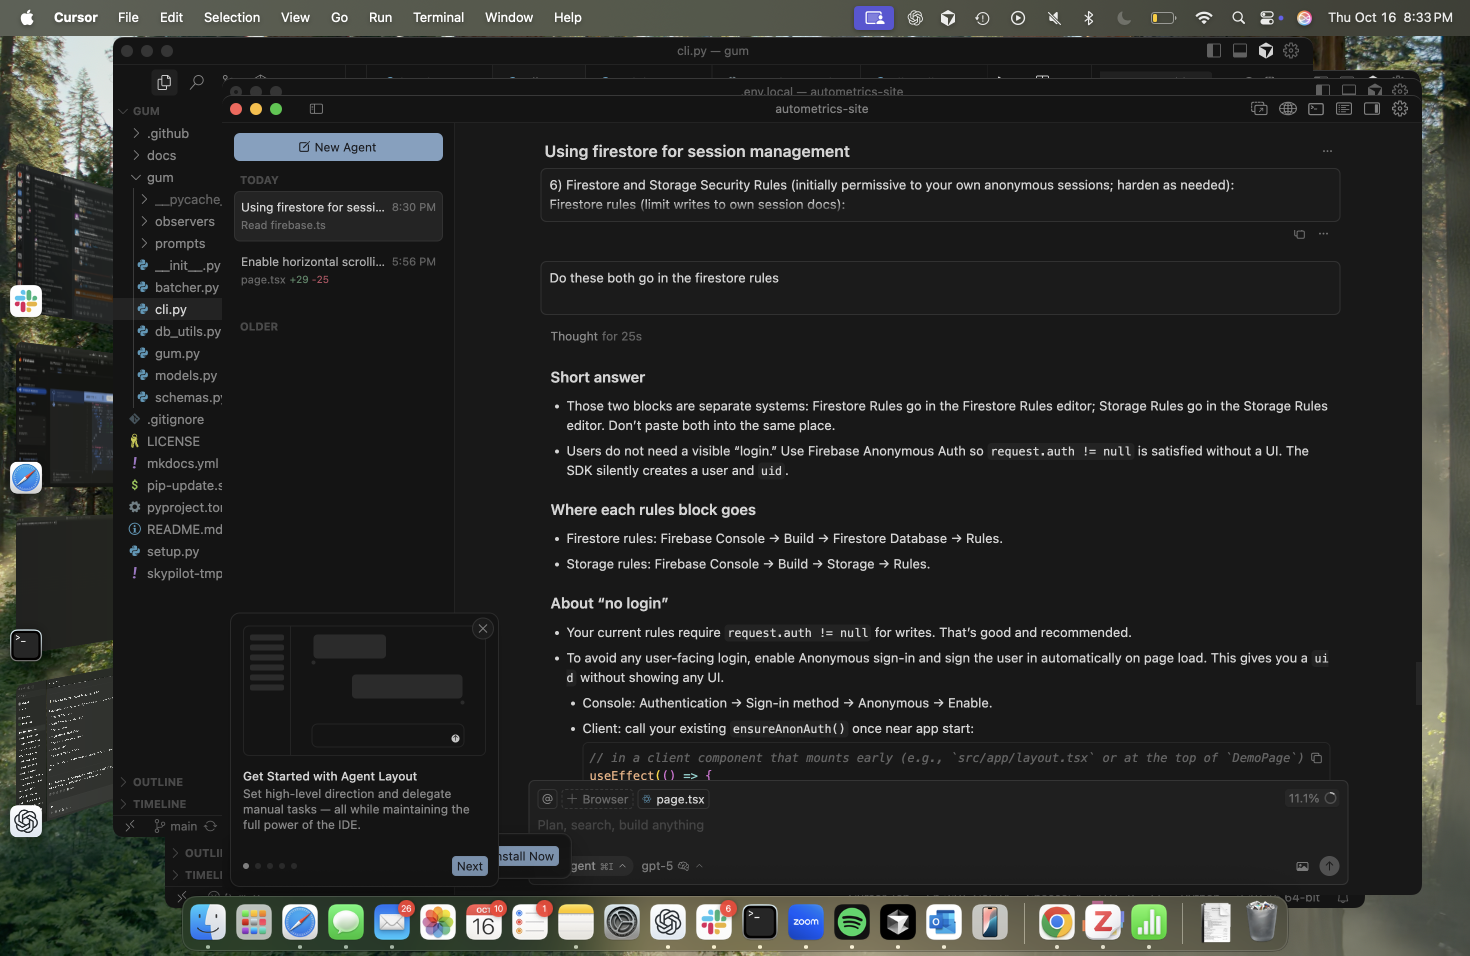 Cursor File Edit Selection View Go Run Terminal Window Help
Thu Oct 16 8:33 PM
cli.py — gum
.env.local — autometrics-site
autometrics-site
GUM
.github
docs
gum
__pycache_
observers
prompts
__init__.py
batcher.py
cli.py
db_utils.py
gum.py
models.py
schemas.py
.gitignore
LICENSE
mkdocs.yml
pip-update.s
pyproject.tor
README.md
setup.py
skypilot-tmp
OUTLINE
TIMELINE
main
OUTLI
TIMELI
New Agent
TODAY
Using firestore for sessi... 8:30 PM
Read firebase.ts
Enable horizontal scrolli... 5:56 PM
page.tsx +29 -25
OLDER
Using firestore for session management
6) Firestore and Storage Security Rules (initially permissive to your own anonymous sessions; harden as needed):
Firestore rules (limit writes to own session docs):
Do these both go in the firestore rules
Thought for 25s
Short answer
• Those two blocks are separate systems: Firestore Rules go in the Firestore Rules editor; Storage Rules go in the Storage Rules
editor. Don't paste both into the same place.
• Users do not need a visible “login.” Use Firebase Anonymous Auth so request.auth != null is satisfied without a UI. The
SDK silently creates a user and uid .
Where each rules block goes
• Firestore rules: Firebase Console → Build → Firestore Database → Rules.
• Storage rules: Firebase Console → Build → Storage → Rules.
About “no login”
• Your current rules require request.auth != null for writes. That's good and recommended.
• To avoid any user-facing login, enable Anonymous sign-in and sign the user in automatically on page load. This gives you a ui
d without showing any UI.
• Console: Authentication → Sign-in method → Anonymous → Enable.
• Client: call your existing ensureAnonAuth() once near app start:
// in a client component that mounts early (e.g., `src/app/layout.tsx` or at the top of `DemoPage`)
useEffect(() => {
@ + Browser page.tsx
11.1%
Plan, search, build anything
gent ⌘I
gpt-5
Get Started with Agent Layout
Set high-level direction and delegate
manual tasks — all while maintaining the
full power of the IDE.
Next
nstall Now
64-bit
26
OCT 10
16
1
6
zoom